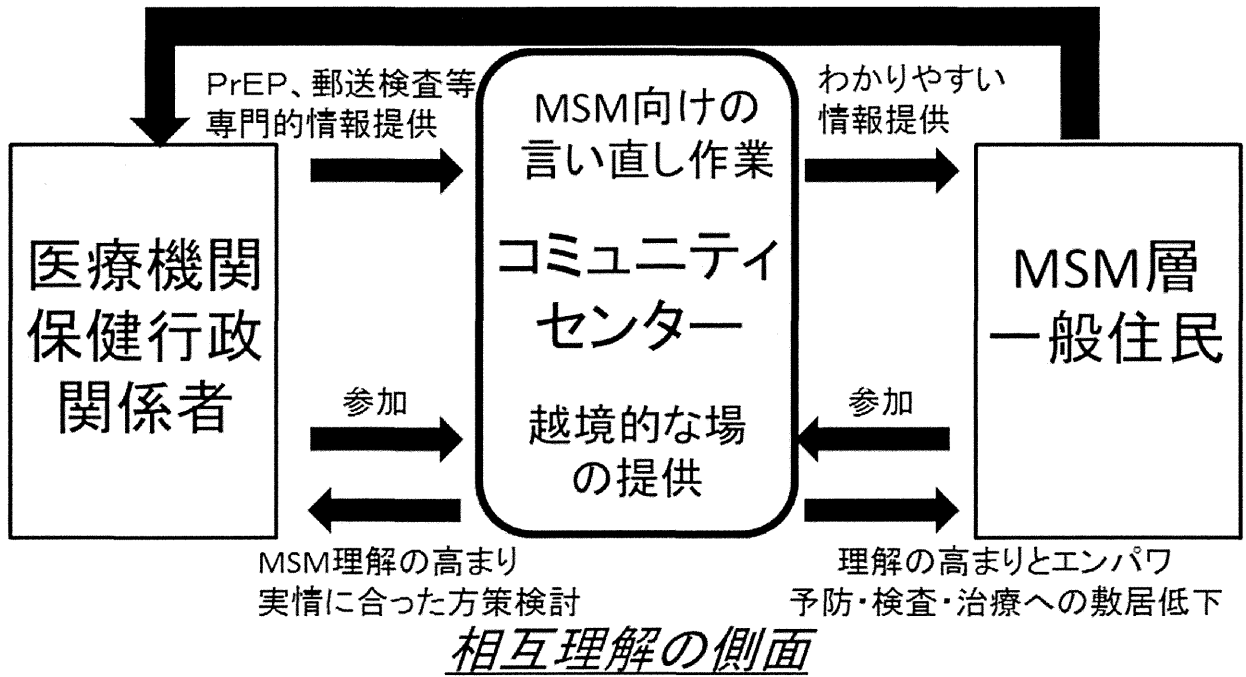 PrEP、郵送検査等
専門的情報提供
MSM向けの
言い直し作業
わかりやすい
情報提供
医療機関
保健行政
関係者
コミュニティ
センター
MSM層
一般住民
参加
越境的な場
の提供
参加
MSM理解の高まり
実情に合った方策検討
理解の高まりとエンパワ
予防・検査・治療への敷居低下
相互理解の側面